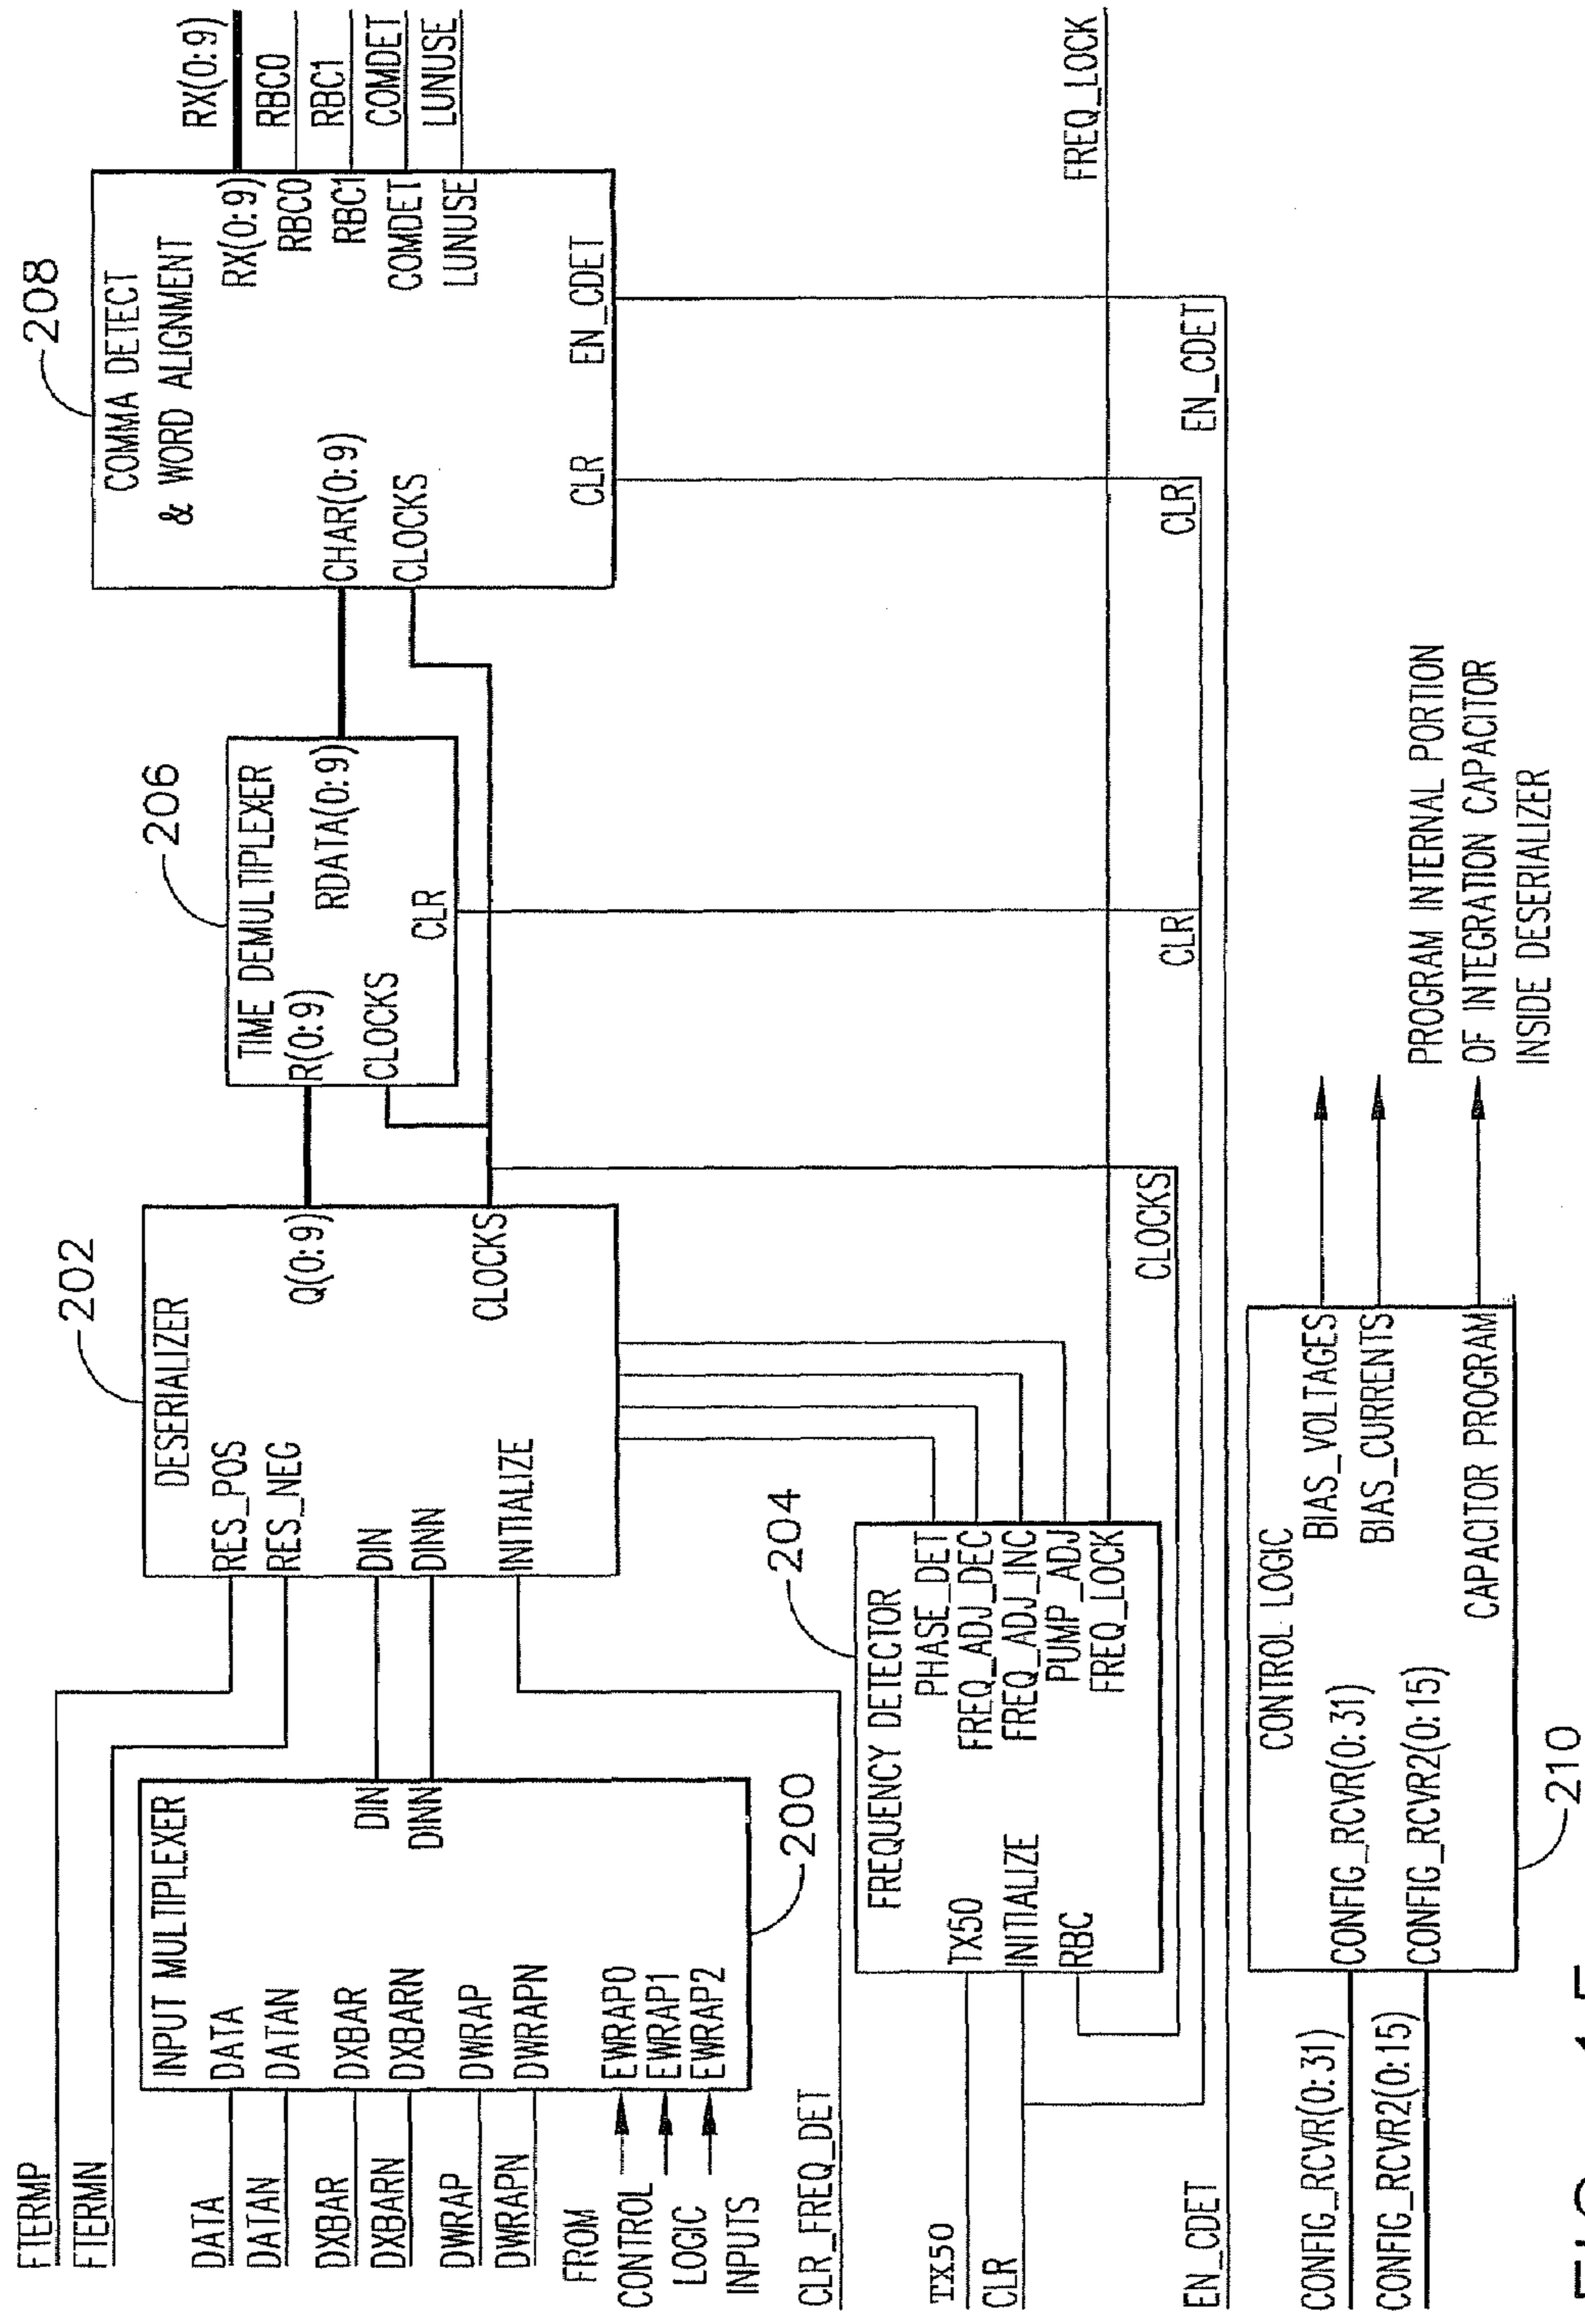 FTERMP
FTERMN
DATA
DATAN
DXBAR
DXBARN
DWRAP
DWRAPN
FROM
CONTROL
LOGIC
INPUTS
INPUT MULTIPLEXER
DATA
DATAN
DXBAR
DXBARN
DWRAP
DWRAPN
EWRAP0
EWRAP1
EWRAP2
DIN
DINN
200
202
DESERIALIZER
RES_POS
RES_NEG
DIN
DINN
INITIALIZE
Q(0:9)
CLOCKS
206
TIME DEMULTIPLEXER
R(0:9)
CLOCKS
RDATA(0:9)
CLR
208
COMMA DETECT
& WORD ALIGNMENT
CHAR(0:9)
CLOCKS
CLR
EN_CDET
RX(0:9)
RBC0
RBC1
COMDET
LUNUSE
RX(0:9)
RBC0
RBC1
COMDET
LUNUSE
CLR_FREQ_DET
TX50
CLR
204
FREQUENCY DETECTOR
TX50
INITIALIZE
RBC
PHASE_DET
FREQ_ADJ_DEC
FREQ_ADJ_INC
PUMP_ADJ
FREQ_LOCK
FREQ_LOCK
CLOCKS
CLR
CLR
EN_CDET
EN_CDET
CONFIG_RCVR(0:31)
CONFIG_RCVR2(0:15)
CONTROL LOGIC
CONFIG_RCVR(0:31)
CONFIG_RCVR2(0:15)
BIAS_VOLTAGES
BIAS_CURRENTS
CAPACITOR PROGRAM
210
PROGRAM INTERNAL PORTION
OF INTEGRATION CAPACITOR
INSIDE DESERIALIZER